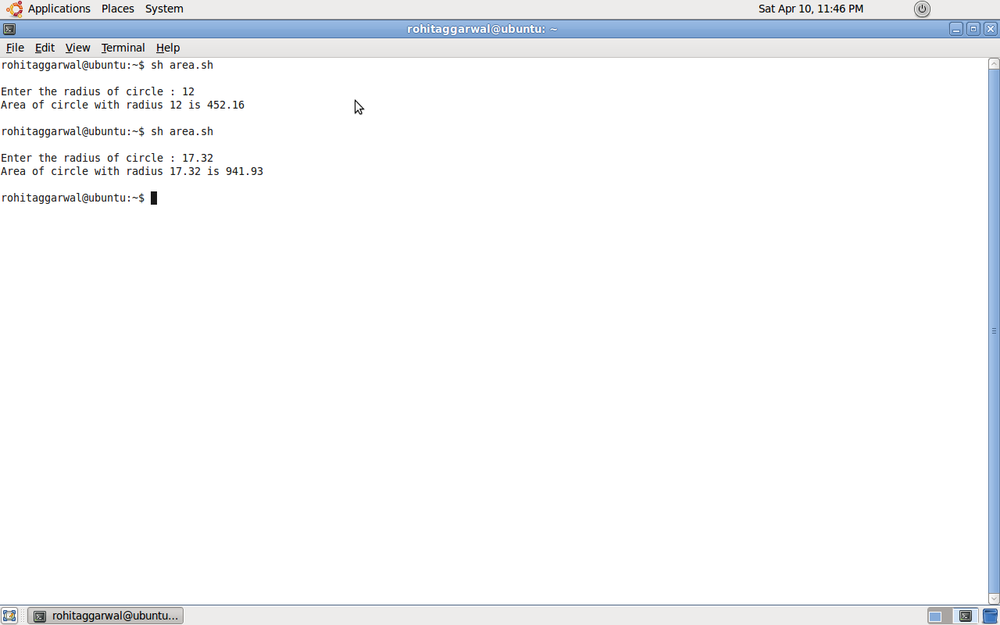 Applications Places System Sat Apr 10, 11:46 PM
rohitaggarwal@ubuntu: ~
File Edit View Terminal Help
rohitaggarwal@ubuntu:~$ sh area.sh
Enter the radius of circle : 12
Area of circle with radius 12 is 452.16
rohitaggarwal@ubuntu:~$ sh area.sh
Enter the radius of circle : 17.32
Area of circle with radius 17.32 is 941.93
rohitaggarwal@ubuntu:~$
rohitaggarwal@ubuntu...